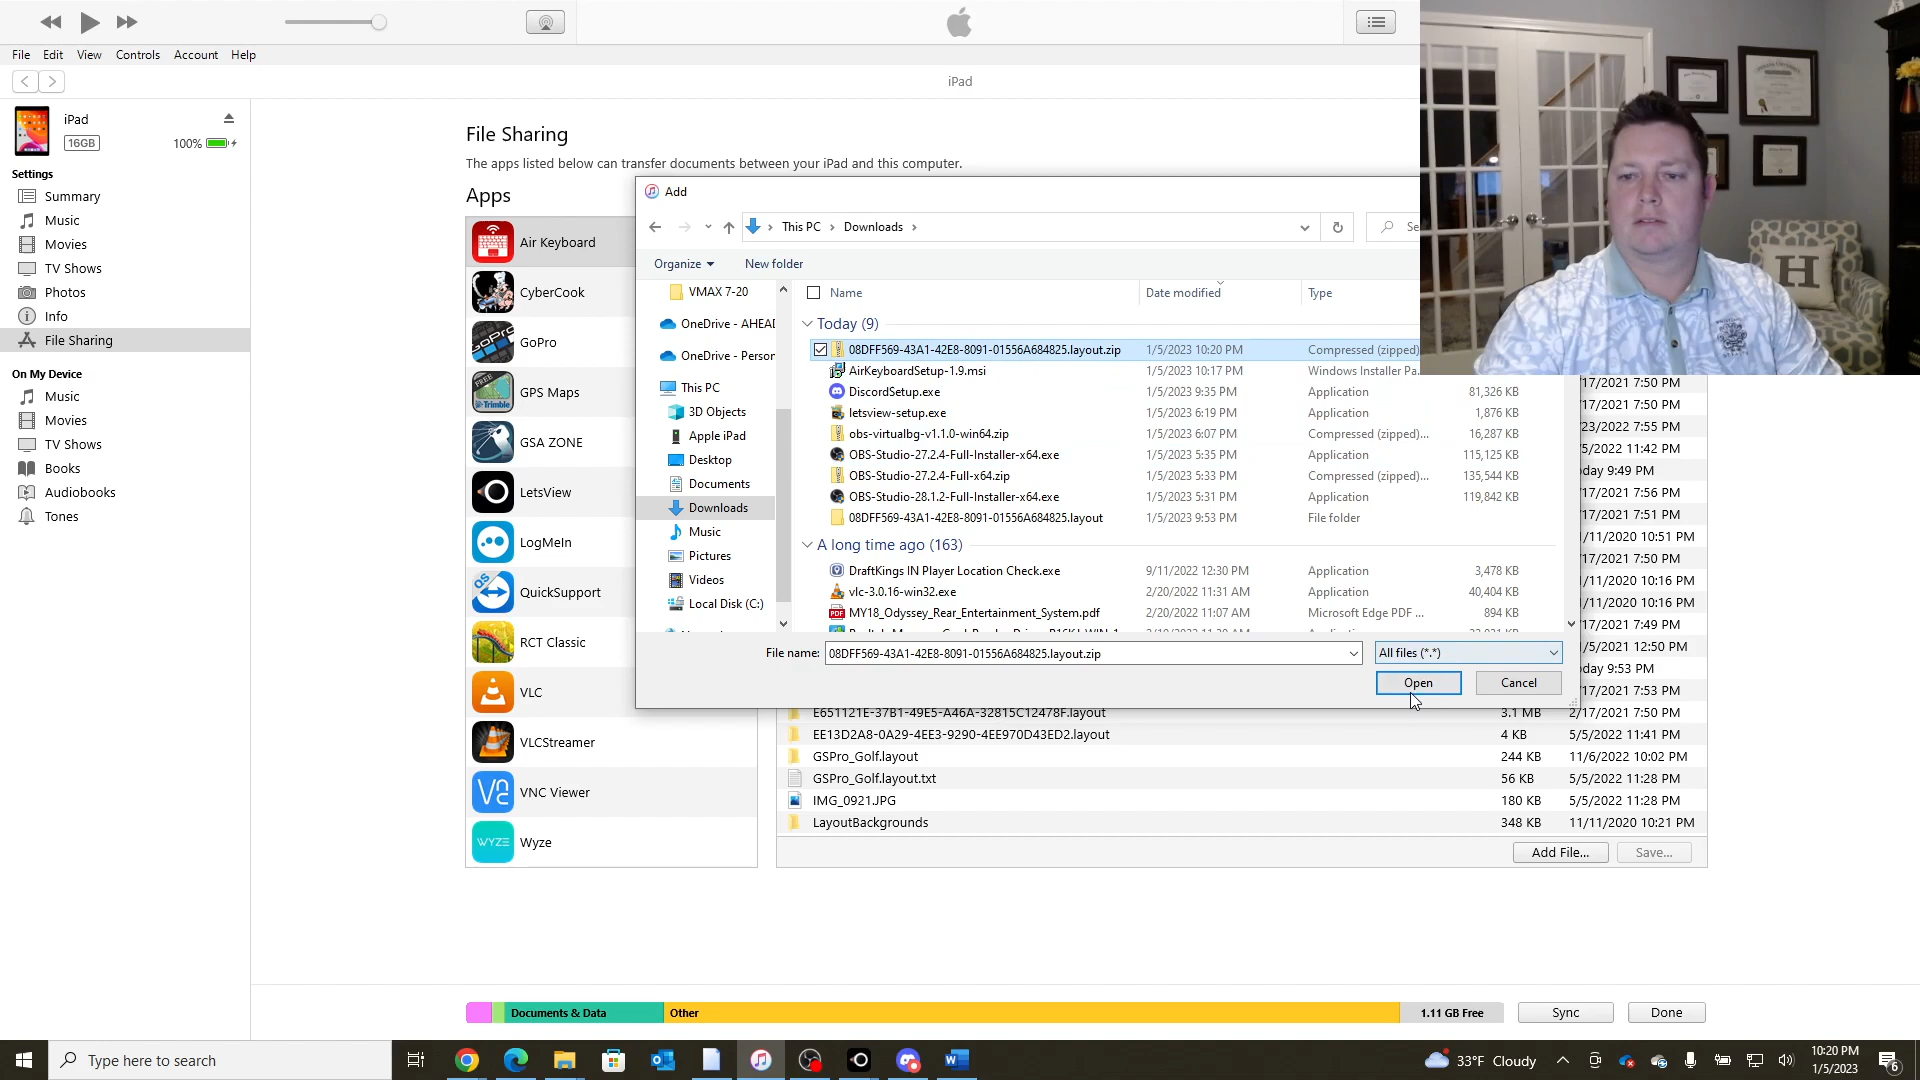 File Edit View Controls Account Help
iPad
iPad
16GB 100%
Settings
Summary
Music
Movies
TV Shows
Photos
Info
File Sharing
On My Device
Music
Movies
TV Shows
Books
Audiobooks
Tones
File Sharing
The apps listed below can transfer documents between your iPad and this computer.
Apps
Air Keyboard
CyberCook
GoPro
GPS Maps
GSA ZONE
LetsView
LogMeIn
QuickSupport
RCT Classic
VLC
VLCStreamer
VNC Viewer
Wyze
Add
This PC Downloads Se
Organize New folder
VMAX 7-20
OneDrive - AHEAD
OneDrive - Person
This PC
3D Objects
Apple iPad
Desktop
Documents
Downloads
Music
Pictures
Videos
Local Disk (C:)
Name Date modified Type
Today (9)
08DFF569-43A1-42E8-8091-01556A684825.layout.zip 1/5/2023 10:20 PM Compressed (zipped)
AirKeyboardSetup-1.9.msi 1/5/2023 10:17 PM Windows Installer Pa...
DiscordSetup.exe 1/5/2023 9:35 PM Application 81,326 KB
letsview-setup.exe 1/5/2023 6:19 PM Application 1,876 KB
obs-virtualbg-v1.1.0-win64.zip 1/5/2023 6:07 PM Compressed (zipped)... 16,287 KB
OBS-Studio-27.2.4-Full-Installer-x64.exe 1/5/2023 5:35 PM Application 115,125 KB
OBS-Studio-27.2.4-Full-x64.zip 1/5/2023 5:33 PM Compressed (zipped)... 135,544 KB
OBS-Studio-28.1.2-Full-Installer-x64.exe 1/5/2023 5:31 PM Application 119,842 KB
08DFF569-43A1-42E8-8091-01556A684825.layout 1/5/2023 9:53 PM File folder
A long time ago (163)
DraftKings IN Player Location Check.exe 9/11/2022 12:30 PM Application 3,478 KB
vlc-3.0.16-win32.exe 2/20/2022 11:31 AM Application 40,404 KB
MY18_Odyssey_Rear_Entertainment_System.pdf 2/20/2022 11:07 AM Microsoft Edge PDF ... 894 KB
File name: 08DFF569-43A1-42E8-8091-01556A684825.layout.zip All files (*.*)
Open Cancel
/17/2021 7:50 PM
/17/2021 7:50 PM
/23/2022 7:55 PM
/5/2022 11:42 PM
day 9:49 PM
/17/2021 7:56 PM
/17/2021 7:51 PM
/11/2020 10:51 PM
/17/2021 7:50 PM
/11/2020 10:16 PM
/11/2020 10:16 PM
/17/2021 7:49 PM
/5/2021 12:50 PM
day 9:53 PM
/17/2021 7:53 PM
E651121E-37B1-49E5-A46A-32815C12478F.layout 3.1 MB 2/17/2021 7:50 PM
EE13D2A8-0A29-4EE3-9290-4EE970D43ED2.layout 4 KB 5/5/2022 11:41 PM
GSPro_Golf.layout 244 KB 11/6/2022 10:02 PM
GSPro_Golf.layout.txt 56 KB 5/5/2022 11:28 PM
IMG_0921.JPG 180 KB 5/5/2022 11:28 PM
LayoutBackgrounds 348 KB 11/11/2020 10:21 PM
Add File... Save...
Documents & Data Other 1.11 GB Free Sync Done
Type here to search
33°F Cloudy
10:20 PM
1/5/2023
6
H